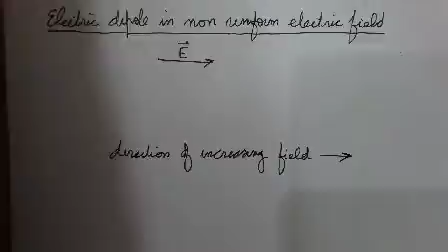 Electric dipole in non uniform electric field
E
direction of increasing field